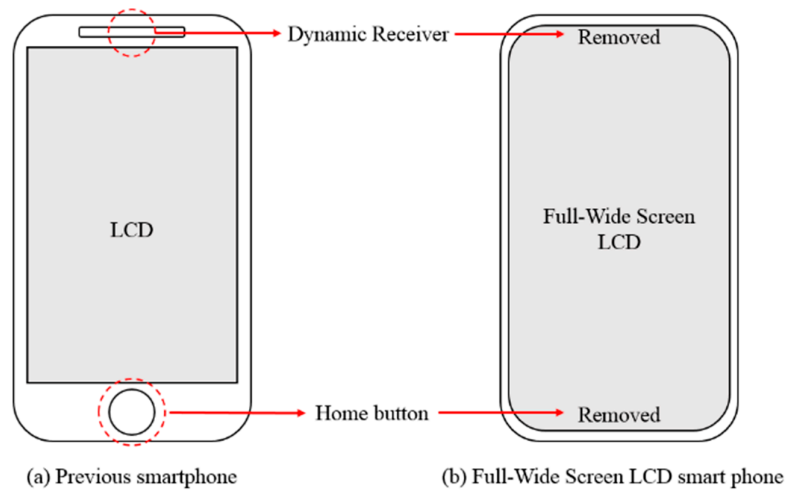 Dynamic Receiver
Removed
LCD
Full-Wide Screen
LCD
Home button
Removed
(a) Previous smartphone
(b) Full-Wide Screen LCD smart phone